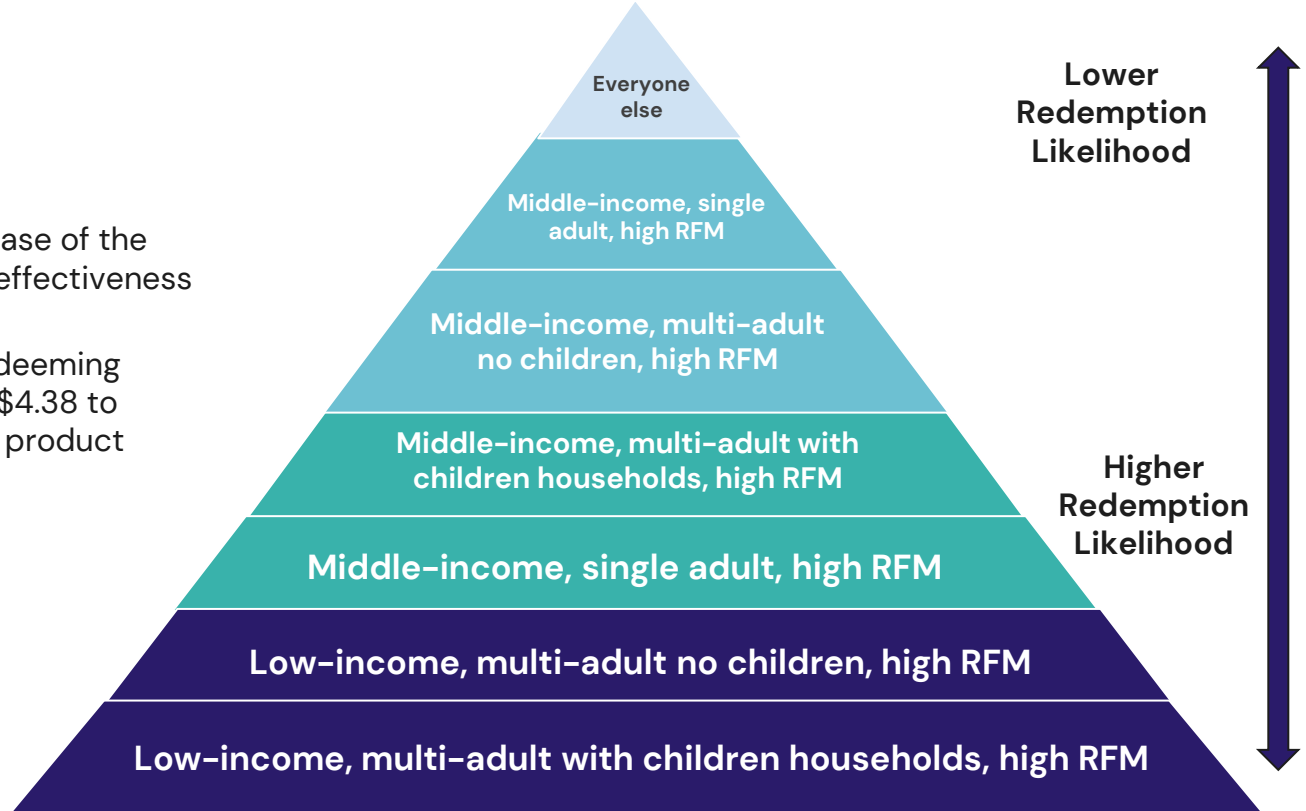 Everyone
else
Lower
Redemption
Likelihood
Middle-income, single
adult, high RFM
ase of the
effectiveness
Middle-income, multi-adult
no children, high RFM
deeming
$4.38 to
product
Middle-income, multi-adult with
children households, high RFM
Higher
Redemption
Likelihood
Middle-income, single adult, high RFM
Low-income, multi-adult no children, high RFM
Low-income, multi-adult with children households, high RFM